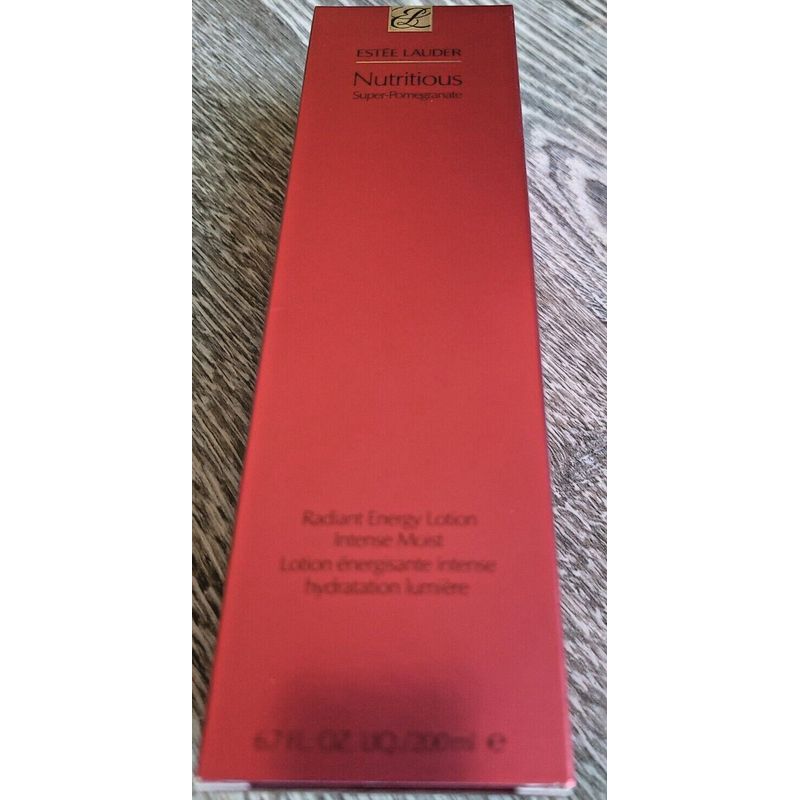 ESTÉE LAUDER
Nutritious
Super-Pomegranate
Radiant Energy Lotion
Intense Moist
Lotion énergisante intense
hydratation lumière
6.7 FL. OZ. LIQ./200ml e